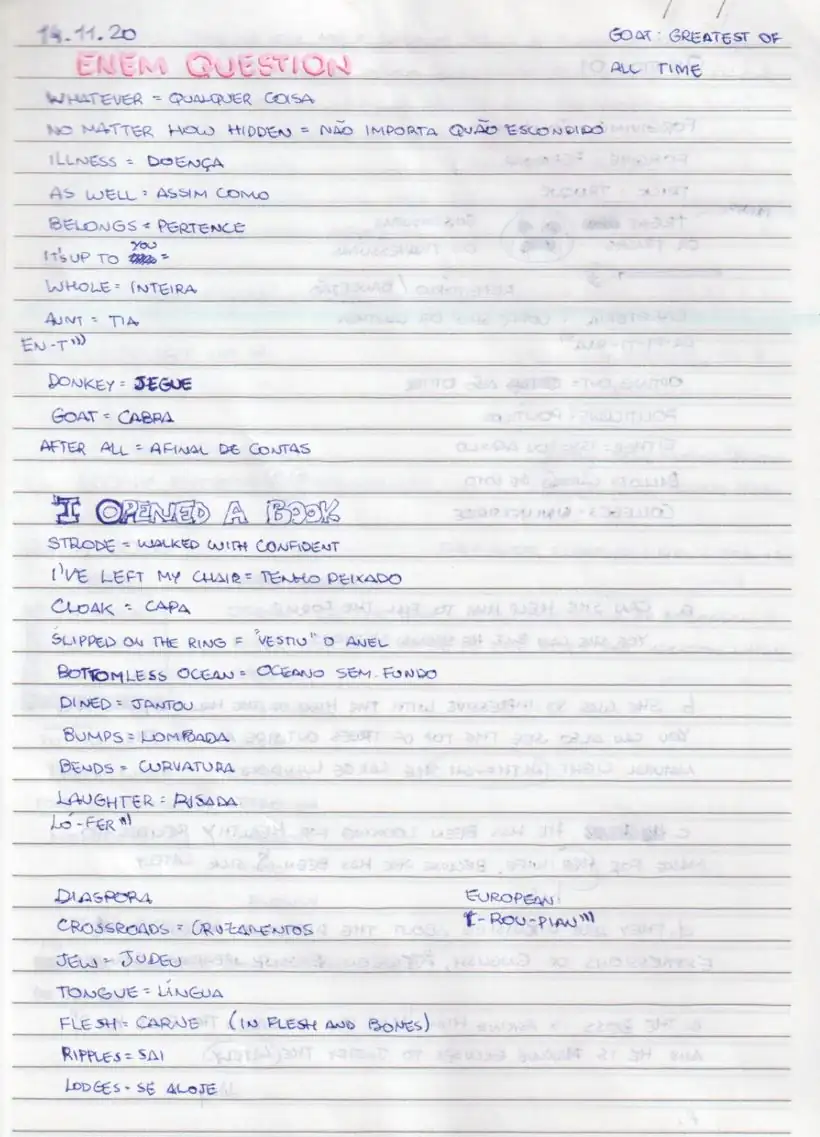 14.11.20
GOAT: GREATEST OF
ALL TIME
ENEM QUESTION
WHATEVER = QUALQUER COISA
NO MATTER HOW HIDDEN = NÃO IMPORTA QUÃO ESCONDIDO
ILLNESS = DOENÇA
AS WELL = ASSIM COMO
BELONGS = PERTENCE
IT'S UP TO YOU =
WHOLE = INTEIRA
AUNT = TIA
EN-T")
DONKEY = JEGUE
GOAT = CABRA
AFTER ALL = AFINAL DE CONTAS
I OPENED A BOOK
STRODE = WALKED WITH CONFIDENT
I'VE LEFT MY CHAIR = TENHO DEIXADO
CLOAK = CAPA
SLIPPED ON THE RING = "VESTIU" O ANEL
BOTTOMLESS OCEAN = OCEANO SEM FUNDO
DINED = JANTOU
BUMPS = LOMBADA
BENDS = CURVATURA
LAUGHTER = RISADA
LÓ-FER")
DIASPORA
EUROPEAN:
CROSSROADS = CRUZAMENTOS
-ROU-PIAN")
JEW = JUDEU
TONGUE = LÍNGUA
FLESH = CARNE (IN FLESH AND BONES)
RIPPLES = SAI
LODGES = SE ALOJE